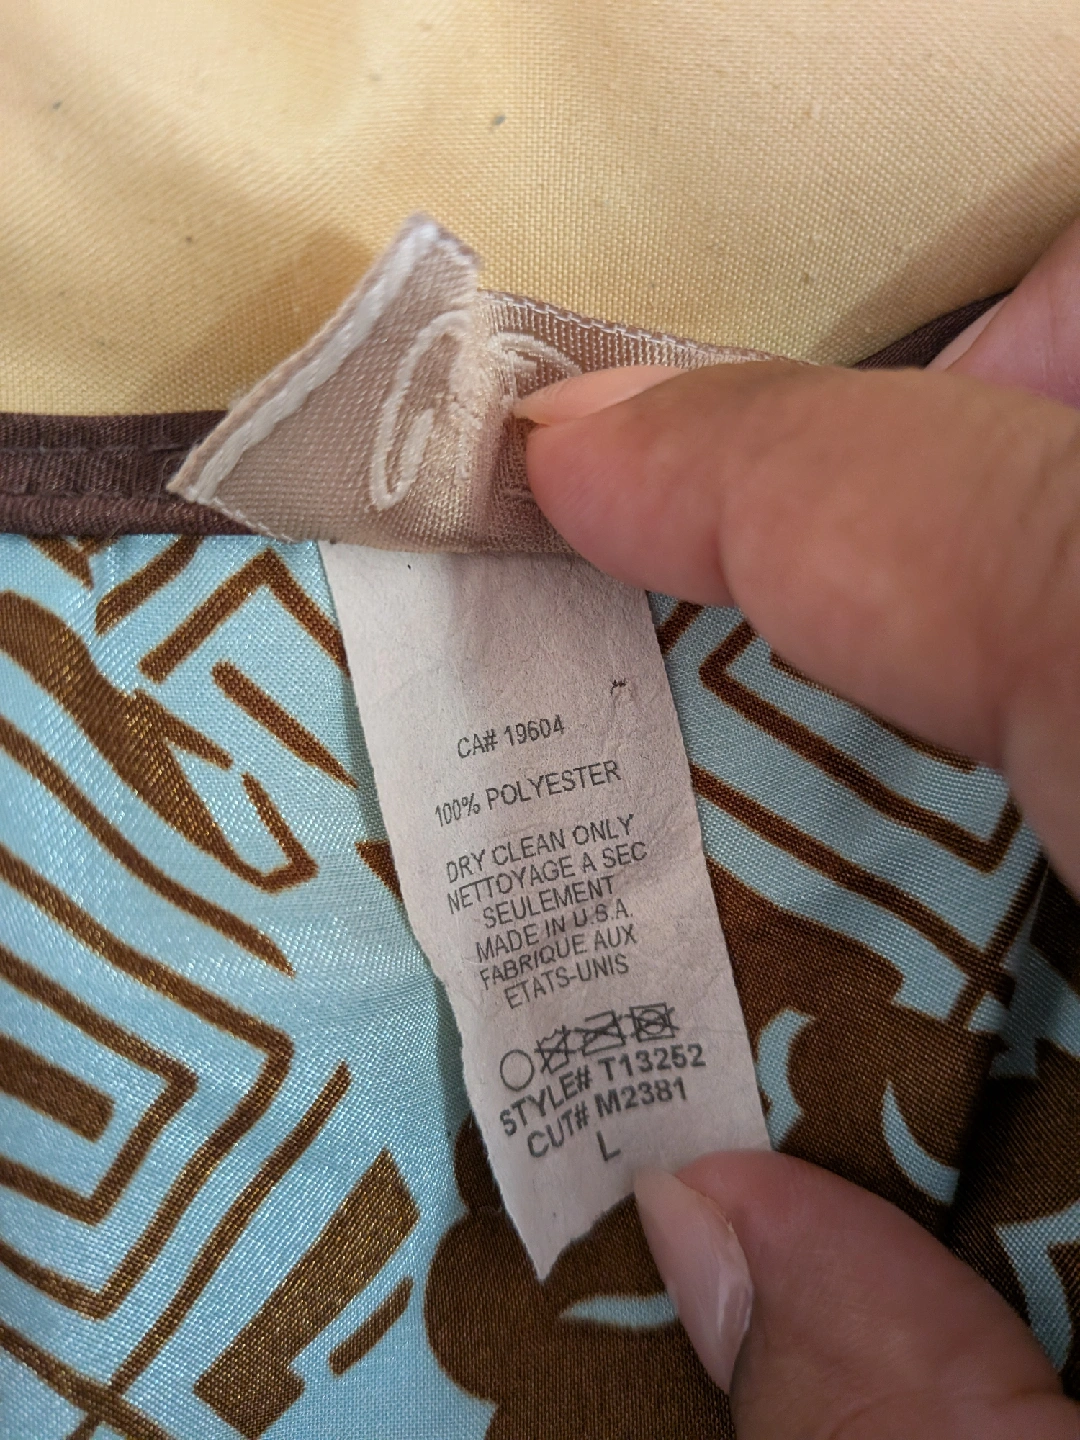 CA# 19604
100% POLYESTER
DRY CLEAN ONLY
NETTOYAGE A SEC
SEULEMENT
MADE IN U.S.A.
FABRIQUE AUX
ETATS-UNIS
STYLE# T13252
CUT# M2381
L